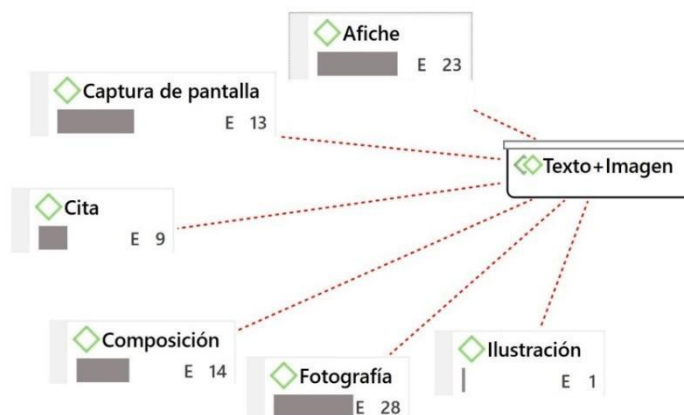 Afiche
E 23
Captura de pantalla
E 13
Texto+Imagen
Cita
E 9
Composición
E 14
Fotografía
E 28
Ilustración
E 1